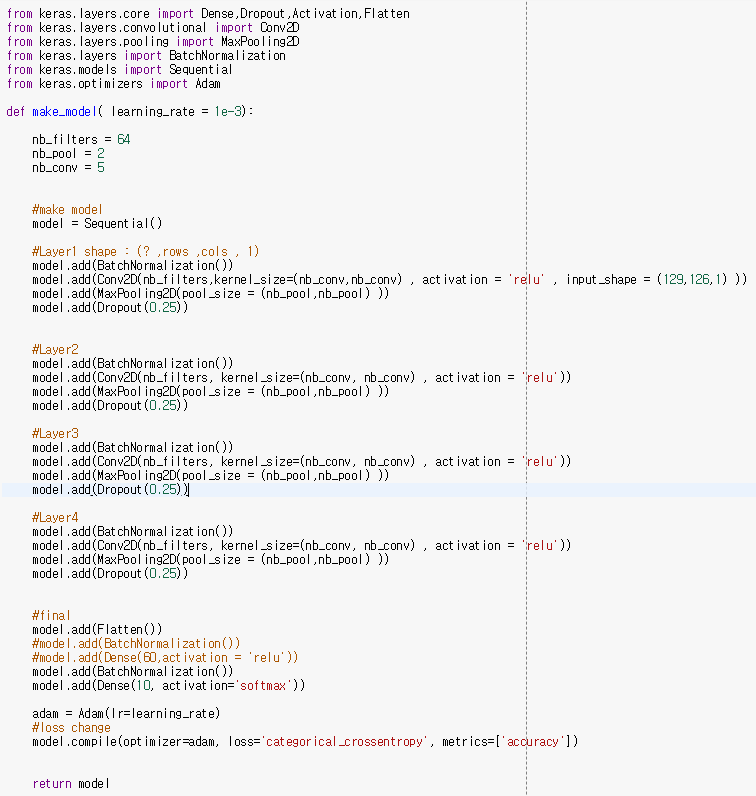 from keras.layers.core import Dense,Dropout,Activation,Flatten
from keras.layers.convolutional import Conv2D
from keras.layers.pooling import MaxPooling2D
from keras.layers import BatchNormalization
from keras.models import Sequential
from keras.optimizers import Adam

def make_model( learning_rate = 1e-3):

    nb_filters = 64
    nb_pool = 2
    nb_conv = 5


    #make model
    model = Sequential()

    #Layer1 shape : (? ,rows ,cols , 1)
    model.add(BatchNormalization())
    model.add(Conv2D(nb_filters,kernel_size=(nb_conv,nb_conv) , activation = 'relu' , input_shape = (129,126,1) ))
    model.add(MaxPooling2D(pool_size = (nb_pool,nb_pool) ))
    model.add(Dropout(0.25))


    #Layer2
    model.add(BatchNormalization())
    model.add(Conv2D(nb_filters, kernel_size=(nb_conv, nb_conv) , activation = 'relu'))
    model.add(MaxPooling2D(pool_size = (nb_pool,nb_pool) ))
    model.add(Dropout(0.25))

    #Layer3
    model.add(BatchNormalization())
    model.add(Conv2D(nb_filters, kernel_size=(nb_conv, nb_conv) , activation = 'relu'))
    model.add(MaxPooling2D(pool_size = (nb_pool,nb_pool) ))
    model.add(Dropout(0.25))

    #Layer4
    model.add(BatchNormalization())
    model.add(Conv2D(nb_filters, kernel_size=(nb_conv, nb_conv) , activation = 'relu'))
    model.add(MaxPooling2D(pool_size = (nb_pool,nb_pool) ))
    model.add(Dropout(0.25))


    #final
    model.add(Flatten())
    #model.add(BatchNormalization())
    #model.add(Dense(60,activation = 'relu'))
    model.add(BatchNormalization())
    model.add(Dense(10, activation='softmax'))

    adam = Adam(lr=learning_rate)
    #loss change
    model.compile(optimizer=adam, loss='categorical_crossentropy', metrics=['accuracy'])


    return model